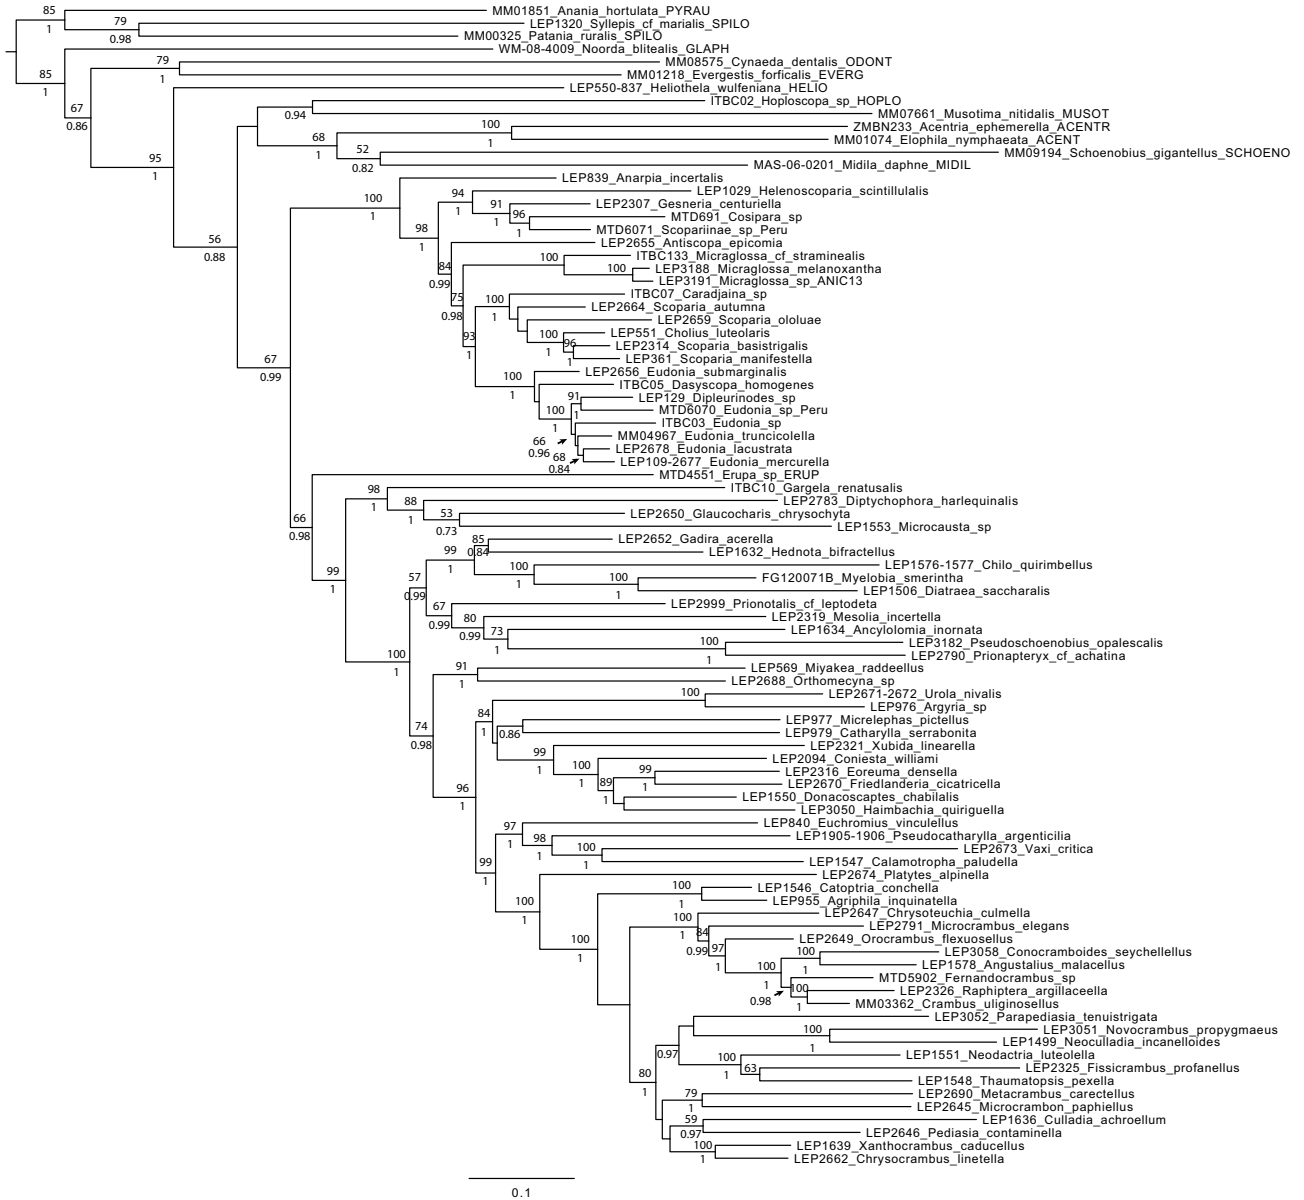 85
MM01851_Anania_hortulata_PYRAU
1
79
LEP1320_Syllepis_cf_marialis_SPILO
0.98
MM00325_Patania_ruralis_SPILO
WM-08-4009_Noorda_blitealis_GLAPH
85
1
79
MM08575_Cynaeda_dentalis_ODONT
1
MM01218_Evergestis_forficalis_EVERG
67
0.86
LEP550-837_Heliothela_wulfeniana_HELIO
95
1
ITBC02_Hoploscopa_sp_HOPLO
0.94
MM07661_Musotima_nitidalis_MUSOT
100
ZMBN233_Acentria_ephemerella_ACENTR
1
MM01074_Elophila_nymphaeata_ACENT
68
1
52
MM09194_Schoenobius_gigantellus_SCHOENO
0.82
MAS-06-0201_Midila_daphne_MIDIL
56
0.88
LEP839_Anarpia_incertalis
100
1
94
LEP1029_Helenoscoparia_scintillulalis
1
91
LEP2307_Gesneria_centuriella
1
96
MTD691_Cosipara_sp
1
MTD6071_Scopariinae_sp_Peru
98
1
LEP2655_Antiscopa_epicomia
84
0.99
100
ITBC133_Micraglossa_cf_straminealis
1
100
LEP3188_Micraglossa_melanoxantha
1
LEP3191_Micraglossa_sp_ANIC13
75
0.98
100
ITBC07_Caradjaina_sp
1
LEP2664_Scoparia_autumna
LEP2659_Scoparia_ololuae
100
LEP551_Cholius_luteolaris
1
96
LEP2314_Scoparia_basistrigalis
1
LEP361_Scoparia_manifestella
93
1
100
LEP2656_Eudonia_submarginalis
1
ITBC05_Dasyscopa_homogenes
91
LEP129_Dipleurinodes_sp
1
MTD6070_Eudonia_sp_Peru
100
1
ITBC03_Eudonia_sp
66
0.96
MM04967_Eudonia_truncicolella
LEP2678_Eudonia_lacustrata
68
0.84
LEP109-2677_Eudonia_mercurella
67
0.99
MTD4551_Erupa_sp_ERUP
66
0.98
98
ITBC10_Gargela_renatusalis
1
88
LEP2783_Diptychophora_harlequinalis
1
53
LEP2650_Glaucocharis_chrysochyta
0.73
LEP1553_Microcausta_sp
99
1
85
LEP2652_Gadira_acerella
0.84
LEP1632_Hednota_bifractellus
99
1
100
LEP1576-1577_Chilo_quirimbellus
1
100
FG120071B_Myelobia_smerintha
1
LEP1506_Diatraea_saccharalis
57
0.99
67
LEP2999_Prionotalis_cf_leptodeta
0.99
80
LEP2319_Mesolia_incertella
0.99
73
LEP1634_Ancylolomia_inornata
1
100
LEP3182_Pseudoschoenobius_opalescalis
1
LEP2790_Prionapteryx_cf_achatina
100
1
91
LEP569_Miyakea_raddeellus
1
LEP2688_Orthomecyna_sp
74
0.98
100
LEP2671-2672_Urola_nivalis
LEP976_Argyria_sp
84
1
LEP977_Micrelephas_pictellus
0.86
LEP979_Catharylla_serrabonita
99
LEP2321_Xubida_linearella
1
100
LEP2094_Coniesta_williami
1
99
LEP2316_Eoreuma_densella
1
LEP2670_Friedlanderia_cicatricella
89
1
LEP1550_Donacoscaptes_chabilalis
LEP3050_Haimbachia_quiriguella
96
1
97
LEP840_Euchromius_vinculellus
1
98
LEP1905-1906_Pseudocatharylla_argenticilia
1
100
LEP2673_Vaxi_critica
1
LEP1547_Calamotropha_paludella
99
1
LEP2674_Platytes_alpinella
100
1
100
LEP1546_Catoptria_conchella
1
LEP955_Agriphila_inquinatella
100
1
100
LEP2647_Chrysoteuchia_culmella
1
LEP2791_Microcrambus_elegans
84
0.99
97
LEP2649_Orocrambus_flexuosellus
1
100
LEP3058_Conocramboides_seychellellus
1
LEP1578_Angustalius_malacellus
100
1
MTD5902_Fernandocrambus_sp
0.98
100
LEP2326_Raphiptera_argillaceella
1
MM03362_Crambus_uliginosellus
LEP3052_Parapediasia_tenuistrigata
100
LEP3051_Novocrambus_propygmaeus
1
LEP1499_Neoculladia_incanelloides
0.97
100
LEP1551_Neodactria_luteolella
1
63
LEP2325_Fissicrambus_profanellus
LEP1548_Thaumatopsis_pexella
80
1
79
LEP2690_Metacrambus_carectellus
1
LEP2645_Microcrambon_paphiellus
59
LEP1636_Culladia_achroellum
0.97
LEP2646_Pediasia_contaminella
100
LEP1639_Xanthocrambus_caducellus
1
LEP2662_Chrysocrambus_linetella
0.1